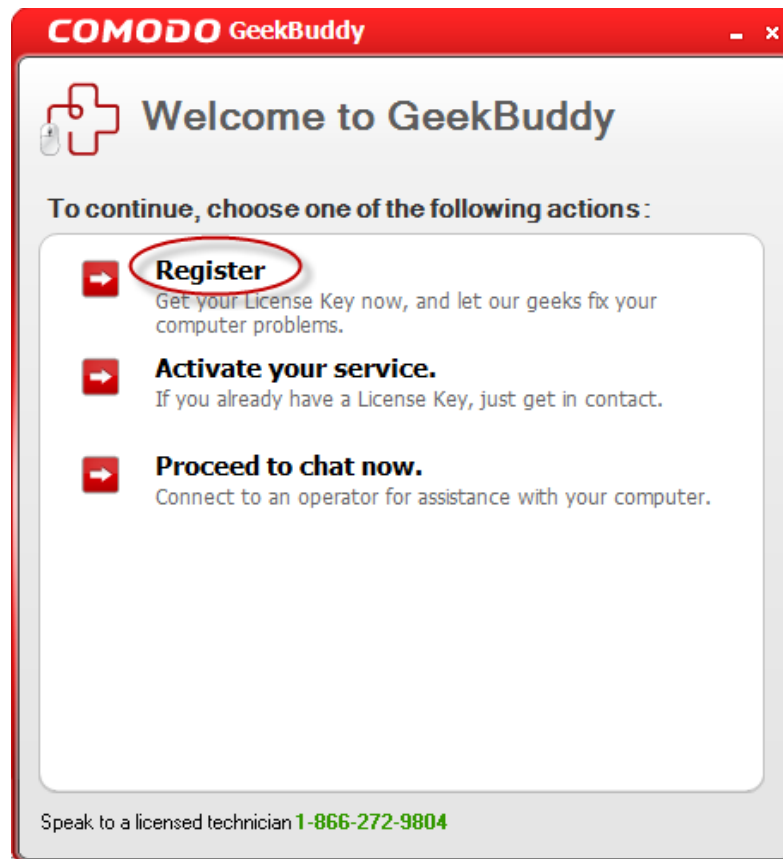 COMODO GeekBuddy
Welcome to GeekBuddy
To continue, choose one of the following actions:
Register
Get your License Key now, and let our geeks fix your
computer problems.
Activate your service.
If you already have a License Key, just get in contact.
Proceed to chat now.
Connect to an operator for assistance with your computer.
Speak to a licensed technician 1-866-272-9804